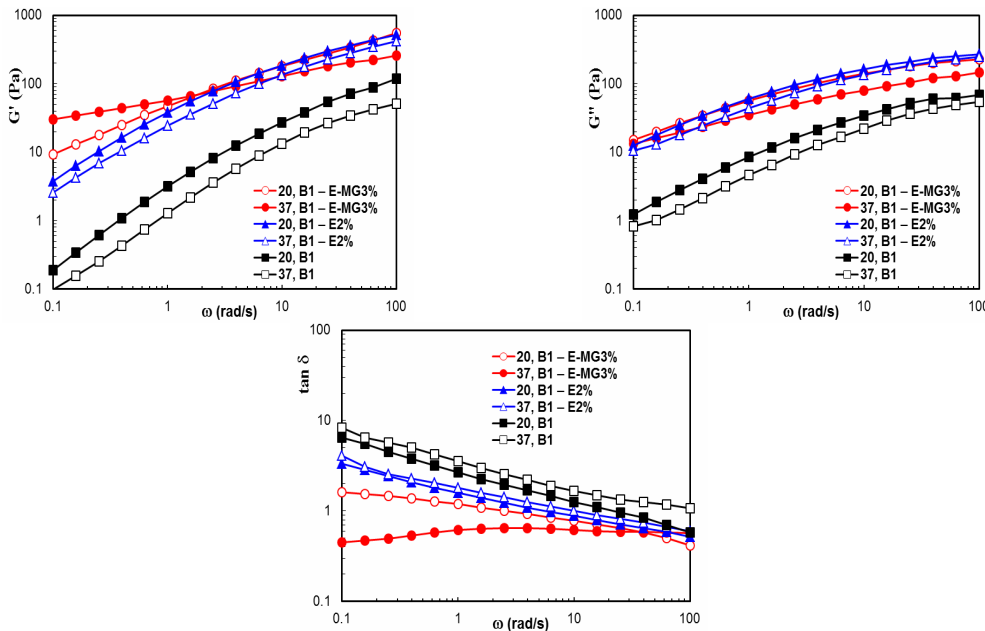 1000
100
10
1
0.1
G' (Pa)
20, B1 – E-MG3%
37, B1 – E-MG3%
20, B1 – E2%
37, B1 – E2%
20, B1
37, B1
0.1
1
10
100
ω (rad/s)
1000
100
10
1
0.1
G'' (Pa)
20, B1 – E-MG3%
37, B1 – E-MG3%
20, B1 – E2%
37, B1 – E2%
20, B1
37, B1
0.1
1
10
100
ω (rad/s)
100
10
1
0.1
tan δ
20, B1 – E-MG3%
37, B1 – E-MG3%
20, B1 – E2%
37, B1 – E2%
20, B1
37, B1
0.1
1
10
100
ω (rad/s)